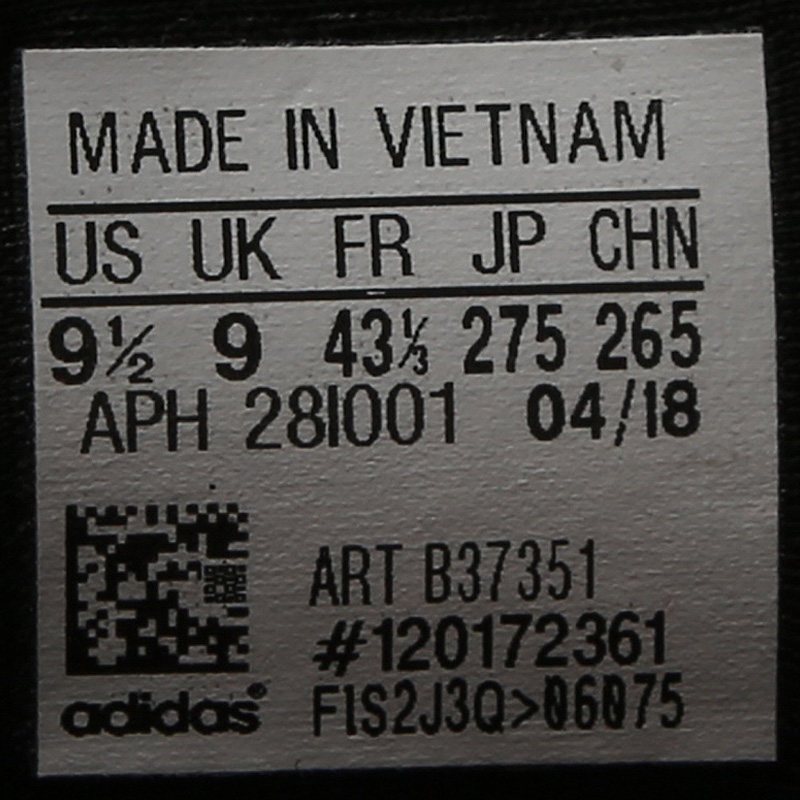 MADE IN VIETNAM
US UK FR JP CHN
9½ 9 43⅓ 275 265
APH 28I001 04/18
ART B37351
#120172361
adidas® F1S2J3Q>06075